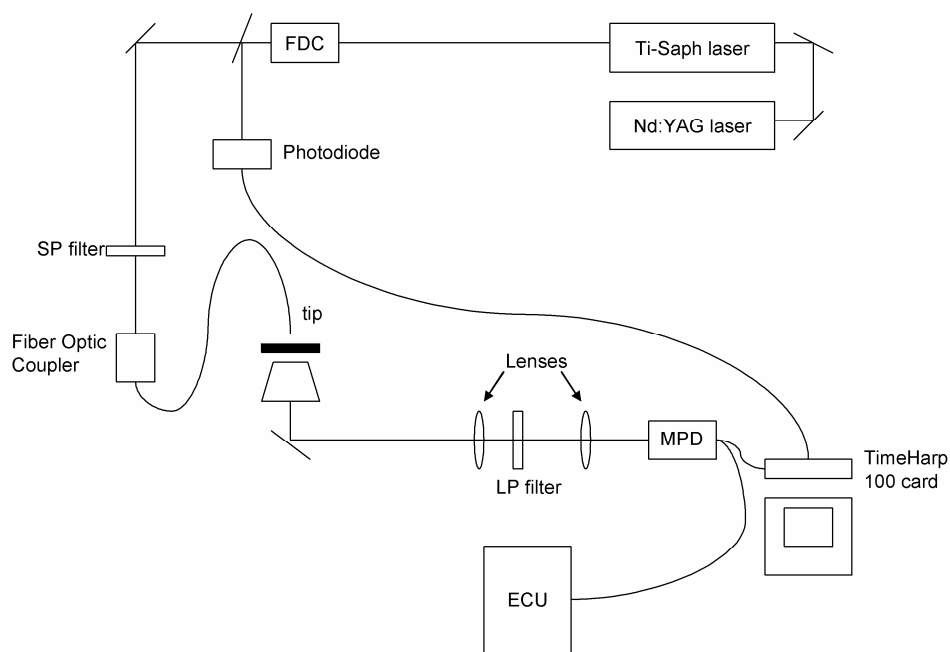 FDC
Ti-Saph laser
Nd:YAG laser
Photodiode
SP filter
tip
Fiber Optic
Coupler
Lenses
MPD
LP filter
TimeHarp
100 card
ECU